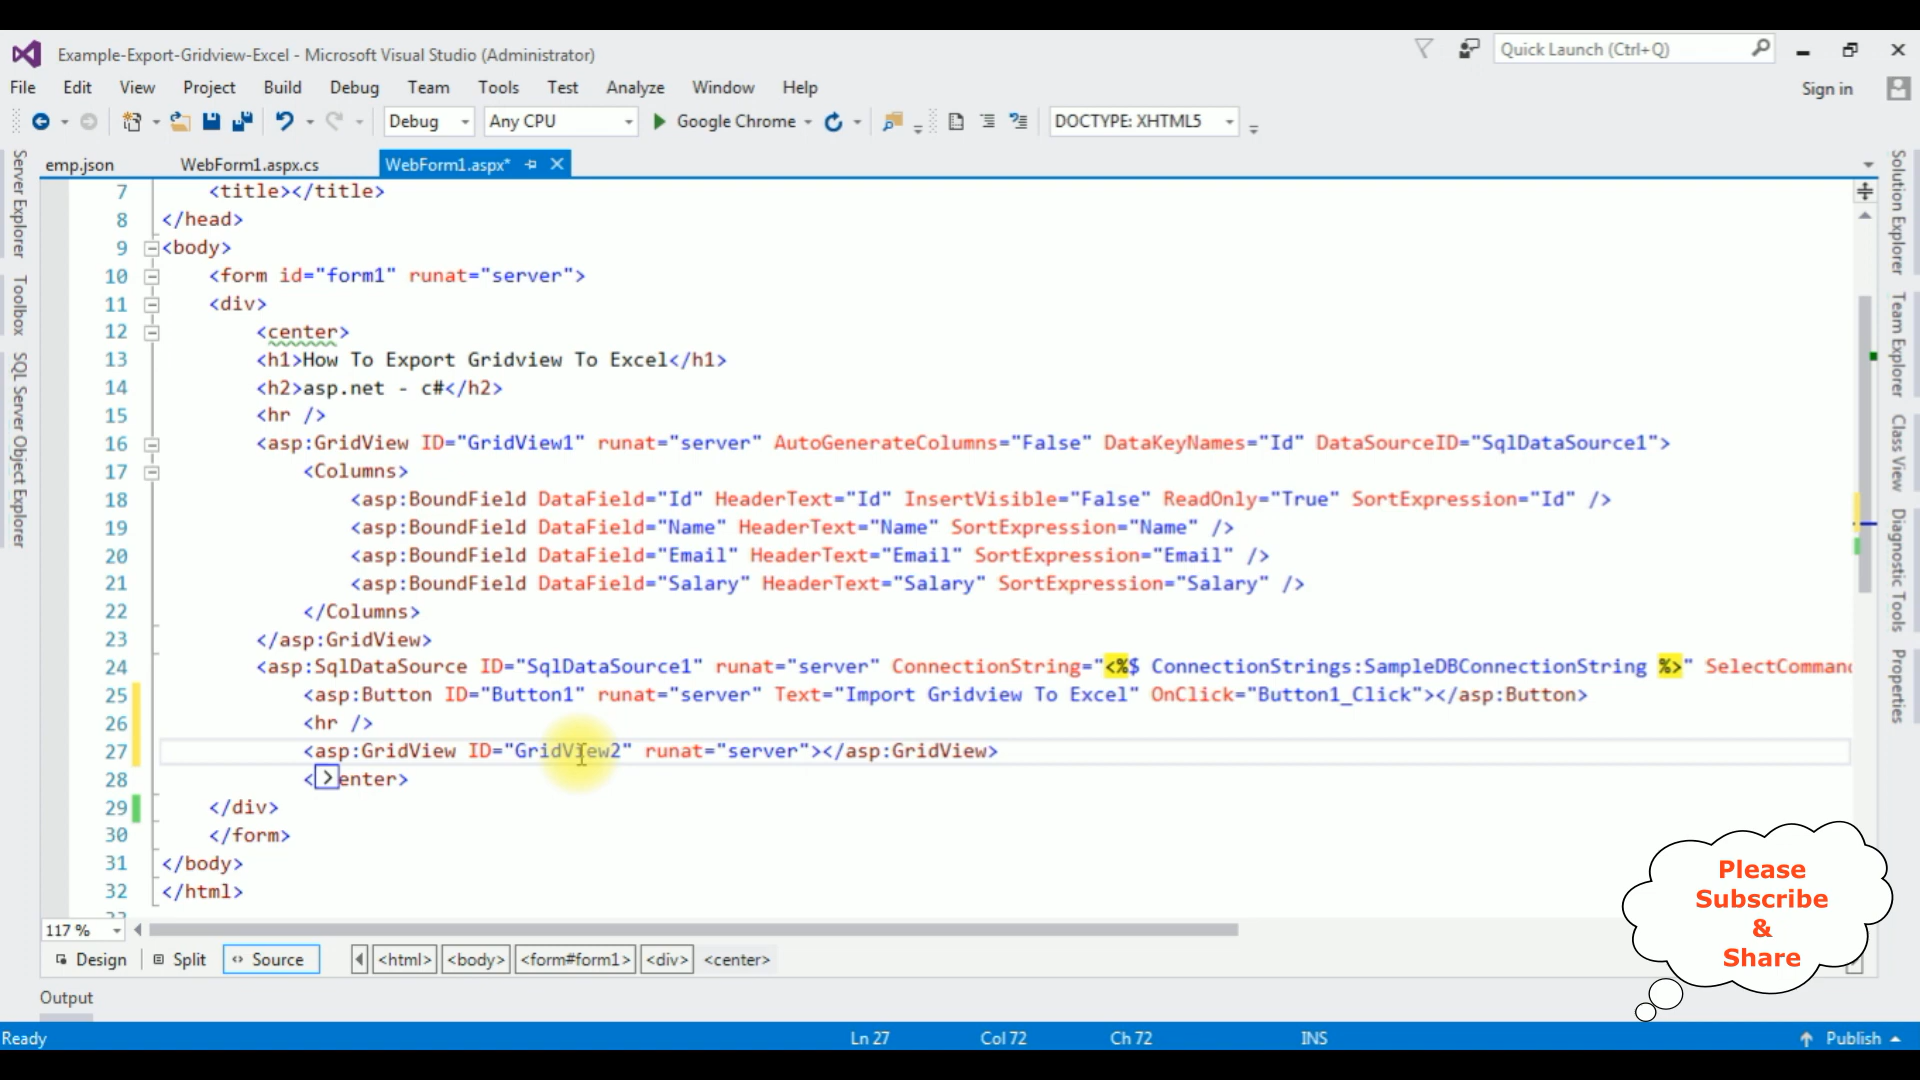 Example-Export-Gridview-Excel - Microsoft Visual Studio (Administrator)
Quick Launch (Ctrl+Q)
File Edit View Project Build Debug Team Tools Test Analyze Window Help
Sign in
Debug Any CPU Google Chrome DOCTYPE: XHTML5
emp.json WebForm1.aspx.cs WebForm1.aspx*
Server Explorer
Toolbox
SQL Server Object Explorer
7 <title></title>
8 </head>
9 <body>
10 <form id="form1" runat="server">
11 <div>
12 <center>
13 <h1>How To Export Gridview To Excel</h1>
14 <h2>asp.net - c#</h2>
15 <hr />
16 <asp:GridView ID="GridView1" runat="server" AutoGenerateColumns="False" DataKeyNames="Id" DataSourceID="SqlDataSource1">
17 <Columns>
18 <asp:BoundField DataField="Id" HeaderText="Id" InsertVisible="False" ReadOnly="True" SortExpression="Id" />
19 <asp:BoundField DataField="Name" HeaderText="Name" SortExpression="Name" />
20 <asp:BoundField DataField="Email" HeaderText="Email" SortExpression="Email" />
21 <asp:BoundField DataField="Salary" HeaderText="Salary" SortExpression="Salary" />
22 </Columns>
23 </asp:GridView>
24 <asp:SqlDataSource ID="SqlDataSource1" runat="server" ConnectionString="<%$ ConnectionStrings:SampleDBConnectionString %>" SelectCommand
25 <asp:Button ID="Button1" runat="server" Text="Import Gridview To Excel" OnClick="Button1_Click"></asp:Button>
26 <hr />
27 <asp:GridView ID="GridView2" runat="server"></asp:GridView>
28 < > enter>
29 </div>
30 </form>
31 </body>
32 </html>
Solution Explorer
Team Explorer
Class View
Diagnostic Tools
Properties
Please
Subscribe
&
Share
117 %
Design Split Source <html> <body> <form#form1> <div> <center>
Output
Ready Ln 27 Col 72 Ch 72 INS Publish